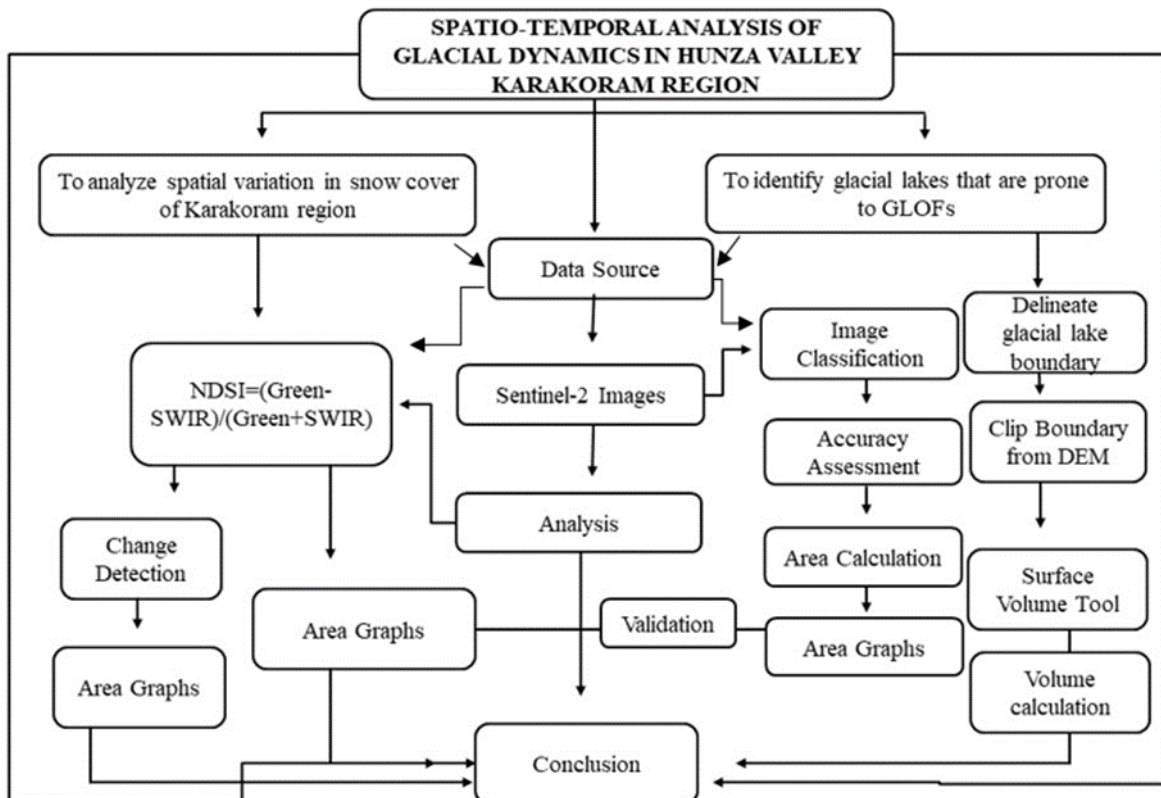 SPATIO-TEMPORAL ANALYSIS OF
GLACIAL DYNAMICS IN HUNZA VALLEY
KARAKORAM REGION
To analyze spatial variation in snow cover
of Karakoram region
To identify glacial lakes that are prone
to GLOFs
Data Source
NDSI=(Green-
SWIR)/(Green+SWIR)
Sentinel-2 Images
Image
Classification
Delineate
glacial lake
boundary
Accuracy
Assessment
Clip Boundary
from DEM
Analysis
Change
Detection
Area Calculation
Surface
Volume Tool
Area Graphs
Validation
Area Graphs
Area Graphs
Volume
calculation
Conclusion